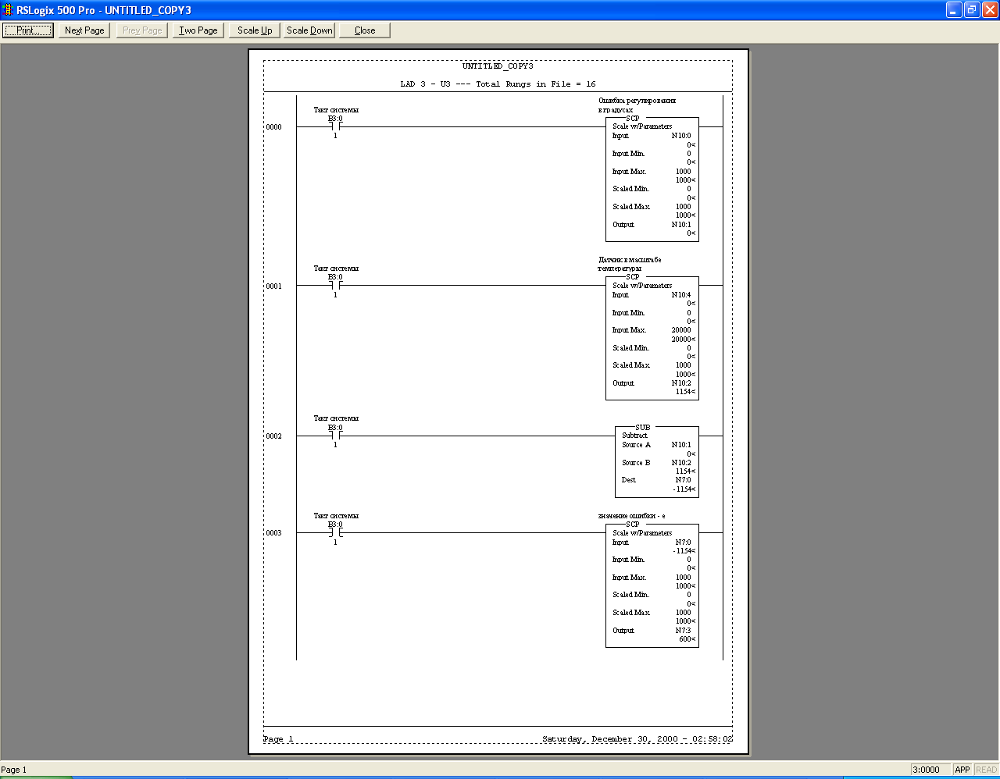 RSLogix 500 Pro - UNTITLED_COPY3
Print... Next Page Prev Page Two Page Scale Up Scale Down Close
UNTITLED_COPY3
LAD 3 - U3 --- Total Rungs in File = 16
Такт системы
B3:0
0000
1
Ошибка регулирования
в градусах
SCP
Scale w/Parameters
Input N10:0
0<
Input Min. 0
0<
Input Max. 1000
1000<
Scaled Min. 0
0<
Scaled Max. 1000
1000<
Output N10:1
0<
Такт системы
B3:0
0001
1
Датчик в масштабе
температуры
SCP
Scale w/Parameters
Input N10:4
0<
Input Min. 0
0<
Input Max. 20000
20000<
Scaled Min. 0
0<
Scaled Max. 1000
1000<
Output N10:2
1154<
Такт системы
B3:0
0002
1
SUB
Subtract
Source A N10:1
0<
Source B N10:2
1154<
Dest N7:0
-1154<
Такт системы
B3:0
0003
1
значение ошибки - е
SCP
Scale w/Parameters
Input N7:0
-1154<
Input Min. 0
0<
Input Max. 1000
1000<
Scaled Min. 0
0<
Scaled Max. 1000
1000<
Output N7:3
600<
Page 1 Saturday, December 30, 2000 - 02:58:02
Page 1 3:0000 APP READ